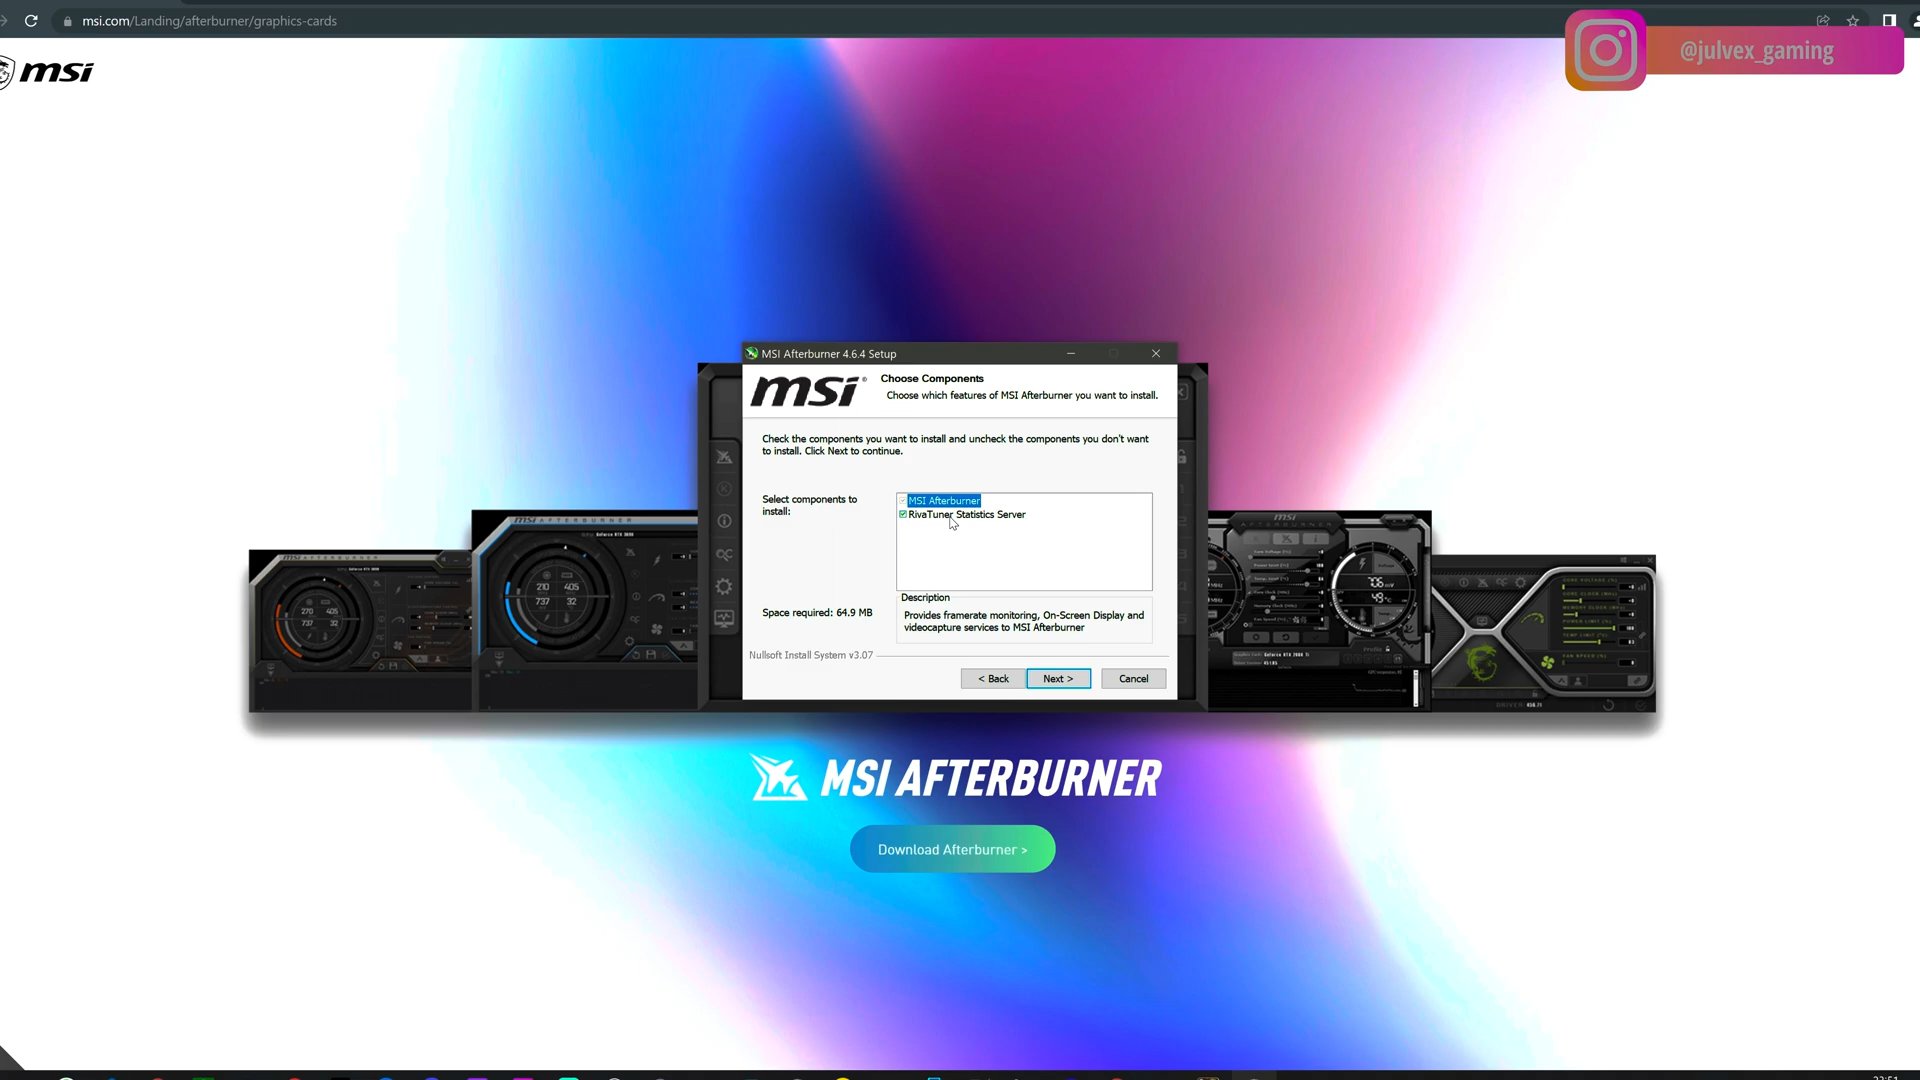 msi.com/Landing/afterburner/graphics-cards
@julvex_gaming
msi
MSI Afterburner 4.6.4 Setup
msi
Choose Components
Choose which features of MSI Afterburner you want to install.
Check the components you want to install and uncheck the components you don't want
to install. Click Next to continue.
Select components to
install:
MSI Afterburner
RivaTuner Statistics Server
Space required: 64.9 MB
Description
Provides framerate monitoring, On-Screen Display and
videocapture services to MSI Afterburner
Nullsoft Install System v3.07
< Back
Next >
Cancel
MSI AFTERBURNER
Download Afterburner >